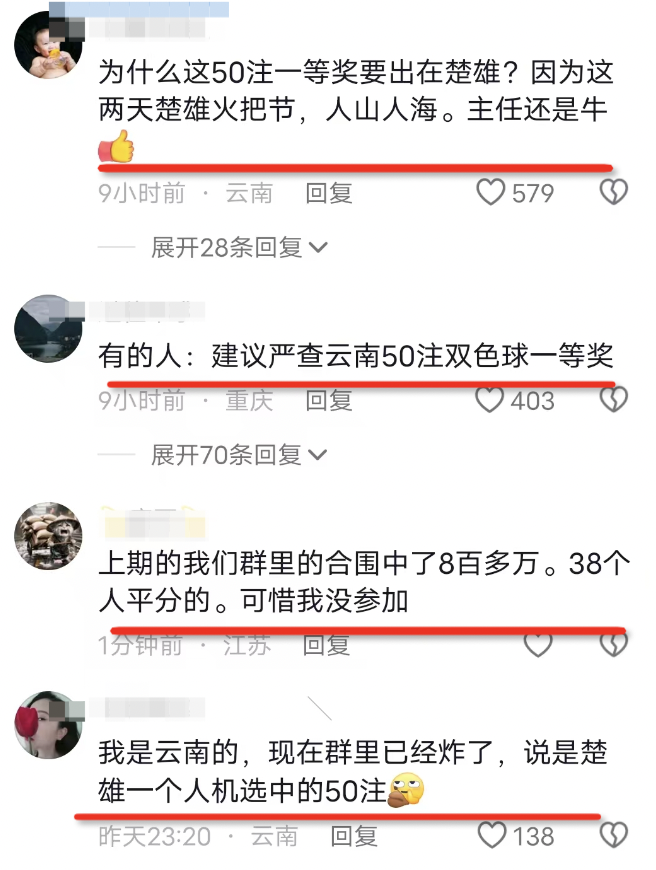 为什么这50注一等奖要出在楚雄？因为这
两天楚雄火把节，人山人海。主任还是牛
9小时前 · 云南 回复 579
展开28条回复
有的人：建议严查云南50注双色球一等奖
9小时前 · 重庆 回复 403
展开70条回复
上期的我们群里的合围中了8百多万。38个
人平分的。可惜我没参加
1分钟前 · 江苏 回复
我是云南的，现在群里已经炸了，说是楚
雄一个人机选中的50注
昨天23:20 · 云南 回复 138